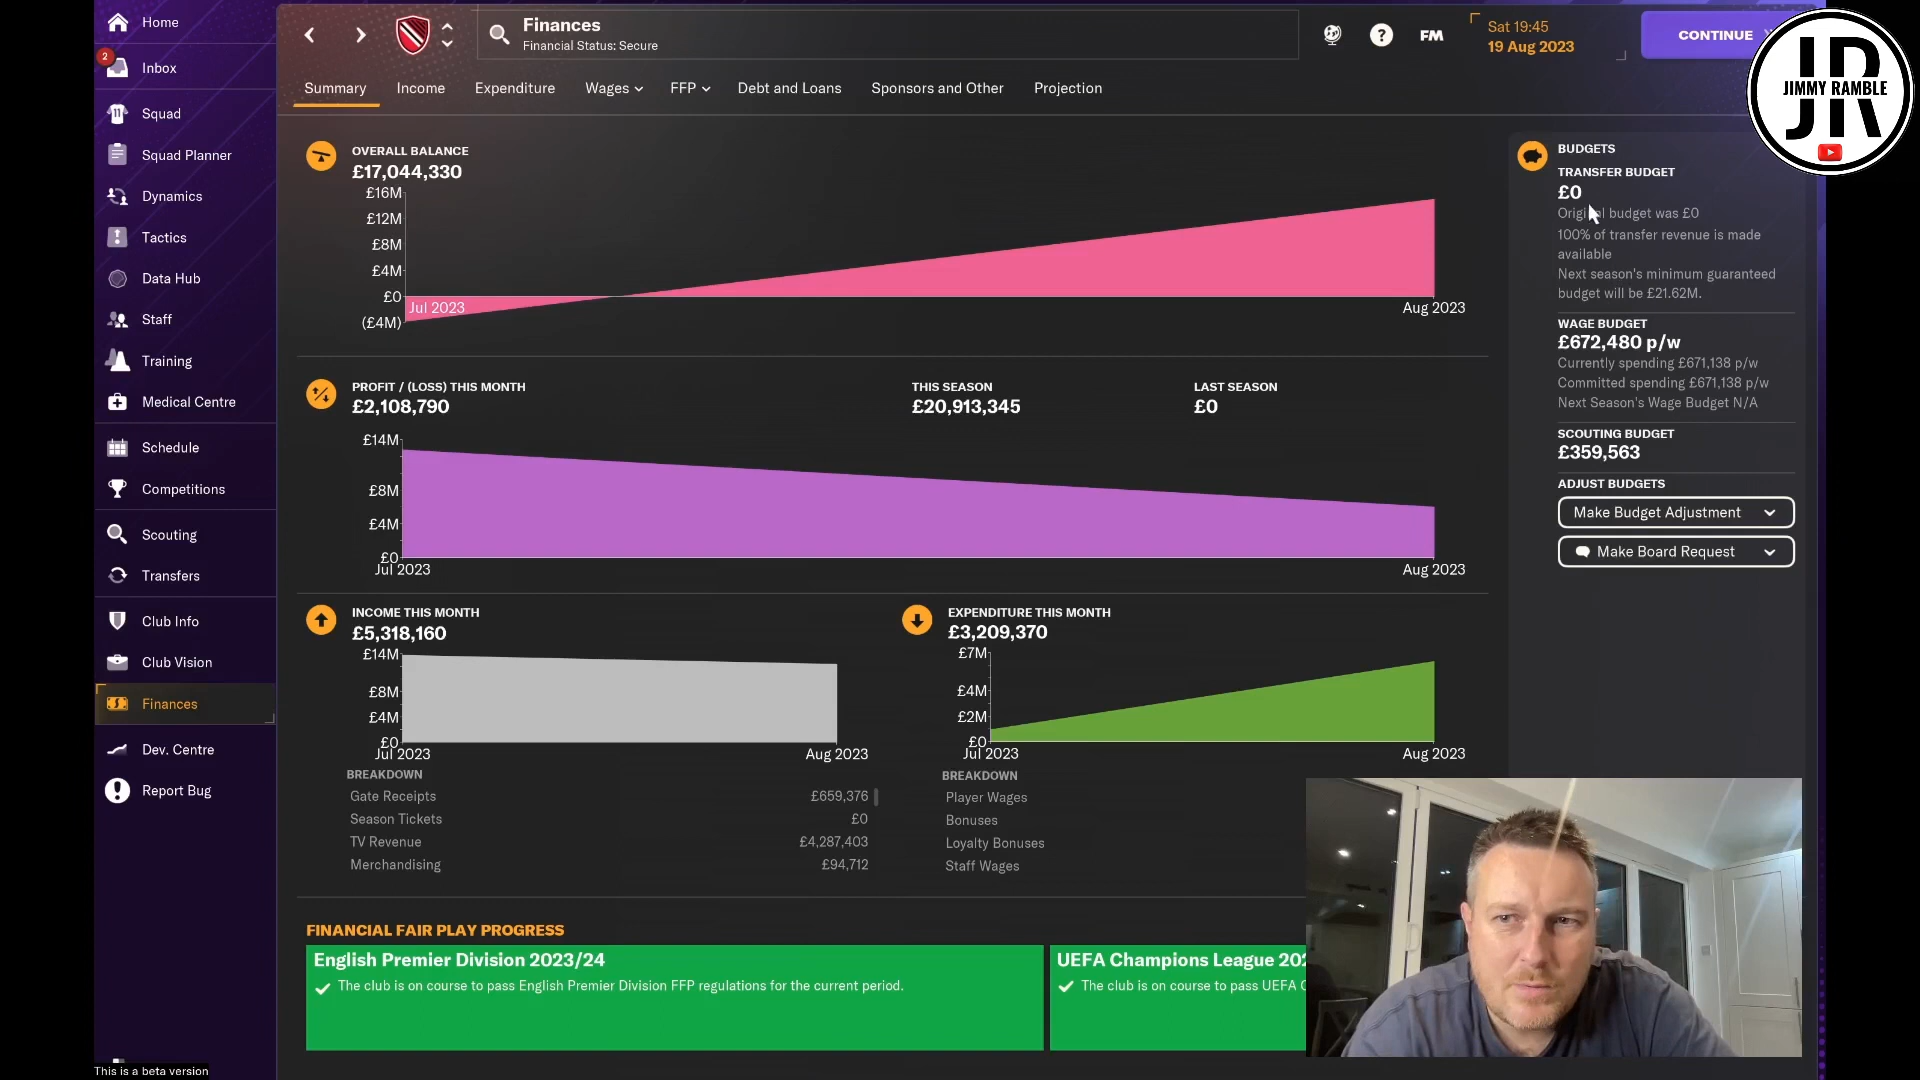 Home
2
Inbox
Squad
Squad Planner
Dynamics
Tactics
Data Hub
Staff
Training
Medical Centre
Schedule
Competitions
Scouting
Transfers
Club Info
Club Vision
Finances
Dev. Centre
Report Bug
This is a beta version
Finances
Financial Status: Secure
?
FM
Sat 19:45
19 Aug 2023
CONTINUE
JR
JIMMY RAMBLE
Summary
Income
Expenditure
Wages
FFP
Debt and Loans
Sponsors and Other
Projection
OVERALL BALANCE
£17,044,330
£16M
£12M
£8M
£4M
£0
(£4M)
Jul 2023
Aug 2023
PROFIT / (LOSS) THIS MONTH
£2,108,790
THIS SEASON
£20,913,345
LAST SEASON
£0
£14M
£8M
£4M
£0
Jul 2023
Aug 2023
INCOME THIS MONTH
£5,318,160
£14M
£8M
£4M
£0
Jul 2023
Aug 2023
BREAKDOWN
Gate Receipts £659,376
Season Tickets £0
TV Revenue £4,287,403
Merchandising £94,712
EXPENDITURE THIS MONTH
£3,209,370
£7M
£4M
£2M
£0
Jul 2023
Aug 2023
BREAKDOWN
Player Wages
Bonuses
Loyalty Bonuses
Staff Wages
FINANCIAL FAIR PLAY PROGRESS
English Premier Division 2023/24
The club is on course to pass English Premier Division FFP regulations for the current period.
UEFA Champions League
The club is on course to pass UEFA
BUDGETS
TRANSFER BUDGET
£0
budget was £0
100% of transfer revenue is made
available
Next season's minimum guaranteed
budget will be £21.62M.
WAGE BUDGET
£672,480 p/w
Currently spending £671,138 p/w
Committed spending £671,138 p/w
Next Season's Wage Budget N/A
SCOUTING BUDGET
£359,563
ADJUST BUDGETS
Make Budget Adjustment
Make Board Request